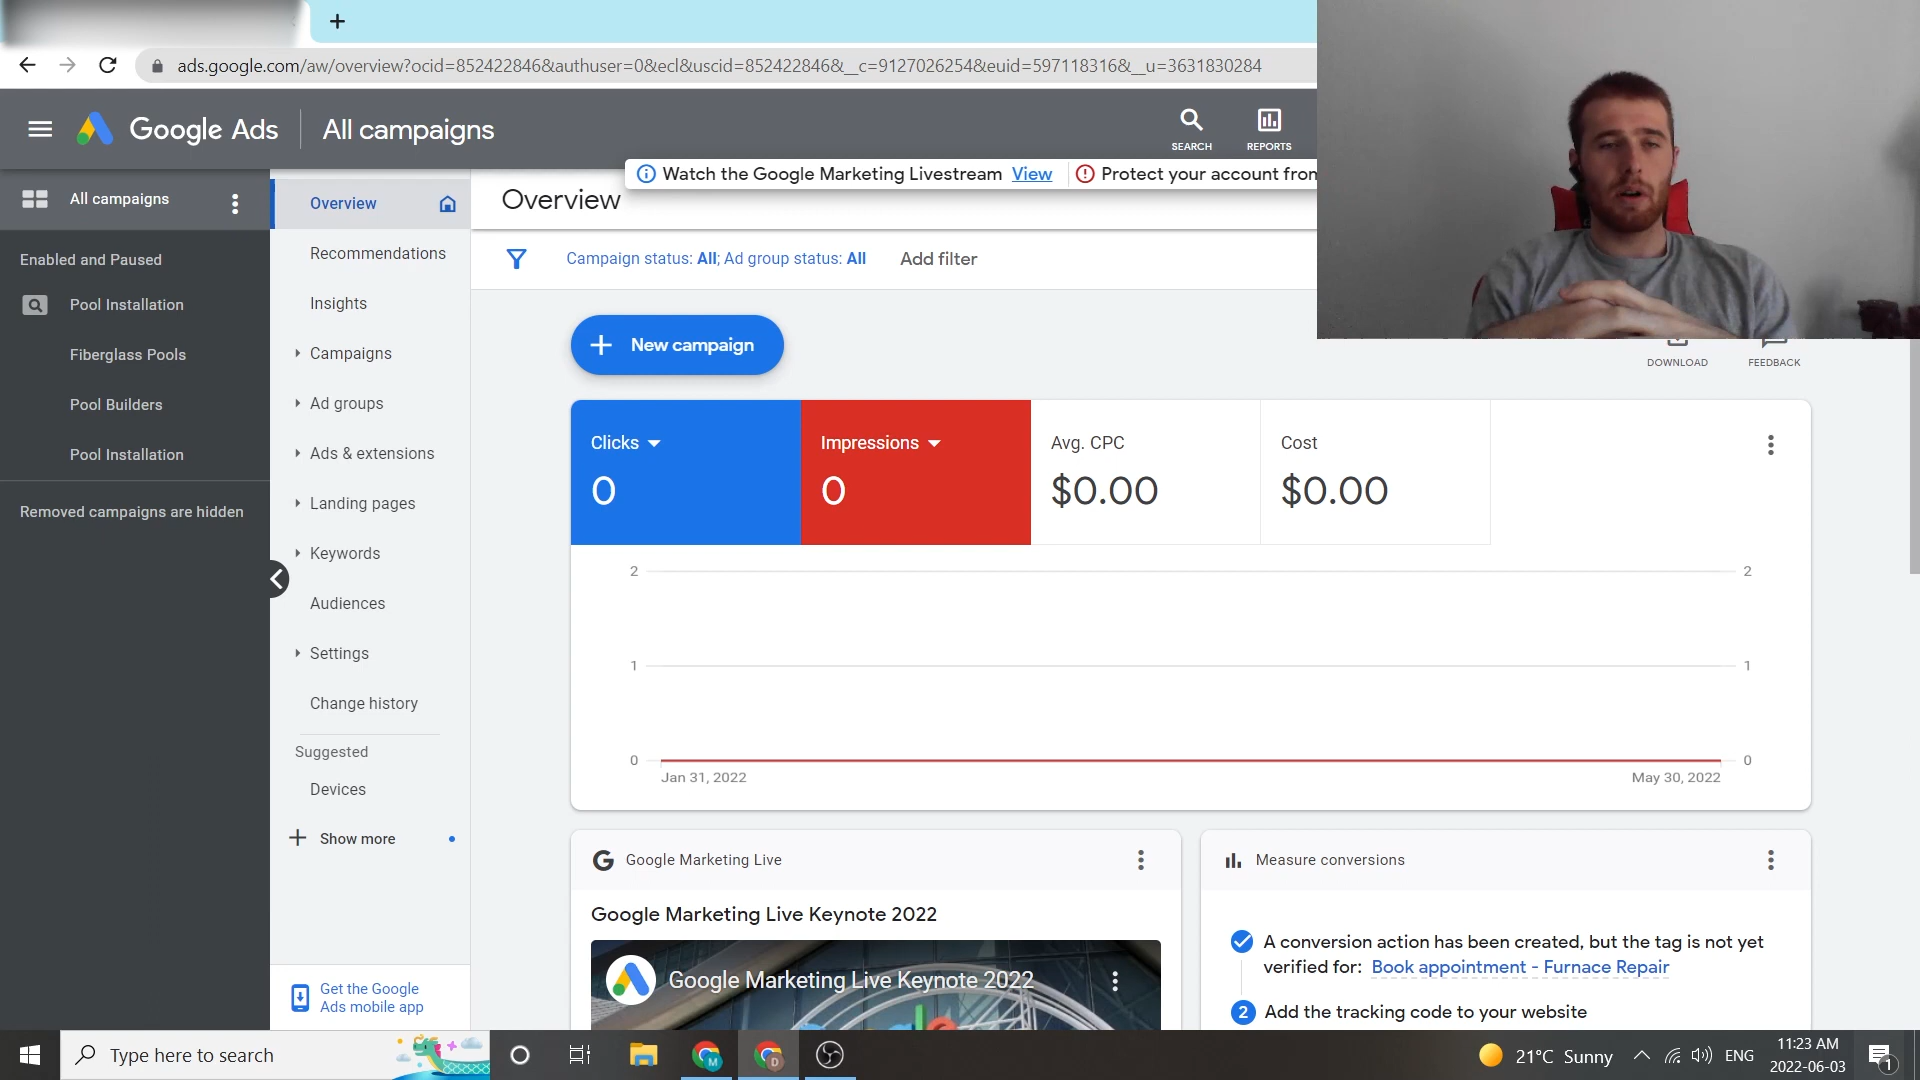 ads.google.com/aw/overview?ocid=852422846&authuser=0&ecl&uscid=852422846&__c=9127026254&euid=597118316&__u=3631830284
Google Ads
All campaigns
SEARCH
REPORTS
Watch the Google Marketing Livestream View
Protect your account from
All campaigns
Enabled and Paused
Pool Installation
Fiberglass Pools
Pool Builders
Pool Installation
Removed campaigns are hidden
Overview
Recommendations
Insights
Campaigns
Ad groups
Ads & extensions
Landing pages
Keywords
Audiences
Settings
Change history
Suggested
Devices
Show more
Get the Google
Ads mobile app
Overview
Campaign status: All; Ad group status: All
Add filter
New campaign
DOWNLOAD
FEEDBACK
Clicks
0
Impressions
0
Avg. CPC
$0.00
Cost
$0.00
2
2
1
1
0
0
Jan 31, 2022
May 30, 2022
Google Marketing Live
Google Marketing Live Keynote 2022
Google Marketing Live Keynote 2022
Measure conversions
A conversion action has been created, but the tag is not yet
verified for: Book appointment - Furnace Repair
2 Add the tracking code to your website
Type here to search
M
D
21°C Sunny
ENG
11:23 AM
2022-06-03
1